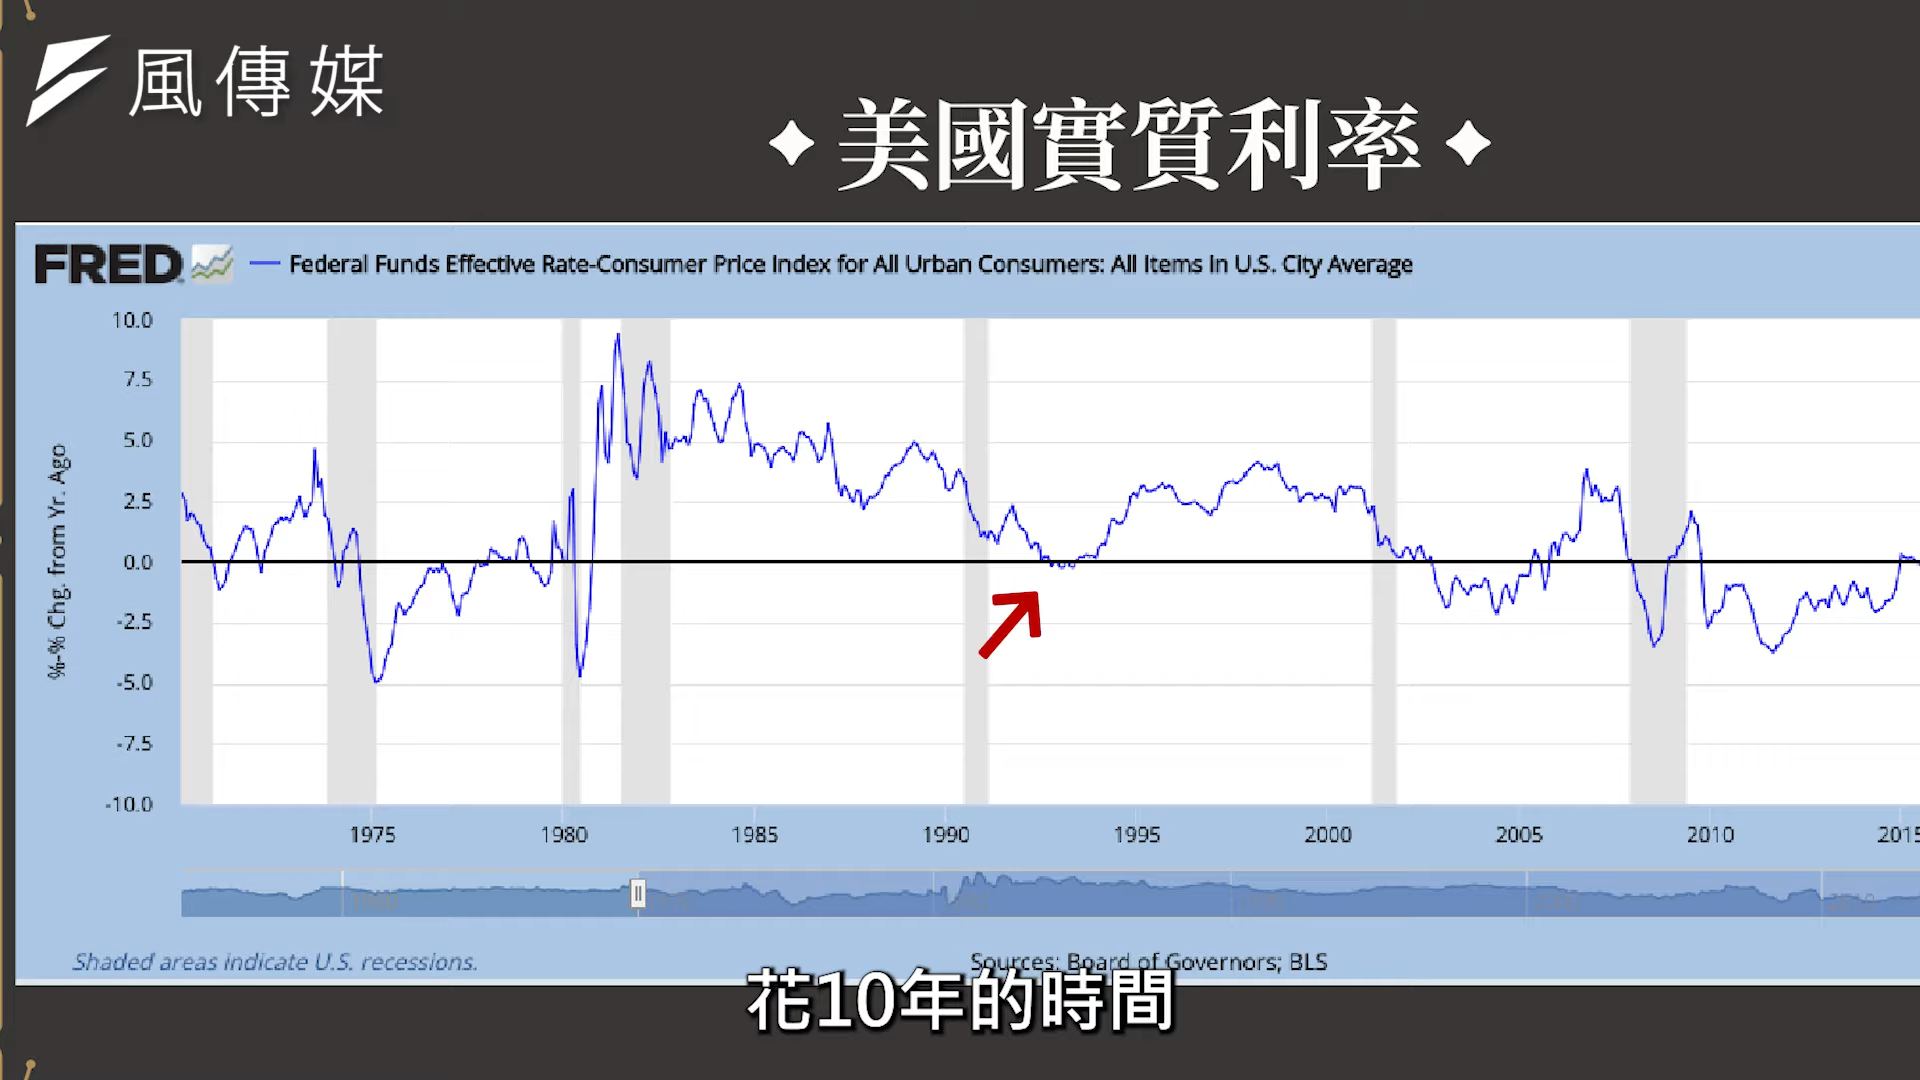 風傳媒
美國實質利率
FRED
Federal Funds Effective Rate-Consumer Price Index for All Urban Consumers: All Items in U.S. City Average
%-% Chg. from Yr. Ago
10.0
7.5
5.0
2.5
0.0
-2.5
-5.0
-7.5
-10.0
1975 1980 1985 1990 1995 2000 2005 2010 2015
Shaded areas indicate U.S. recessions.
Sources: Board of Governors; BLS
花10年的時間